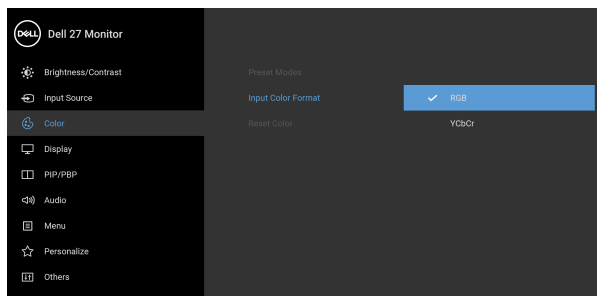 DELL Dell 27 Monitor
Brightness/Contrast
Preset Modes
Input Source
Input Color Format
RGB
Color
Reset Color
YCbCr
Display
PIP/PBP
Audio
Menu
Personalize
Others